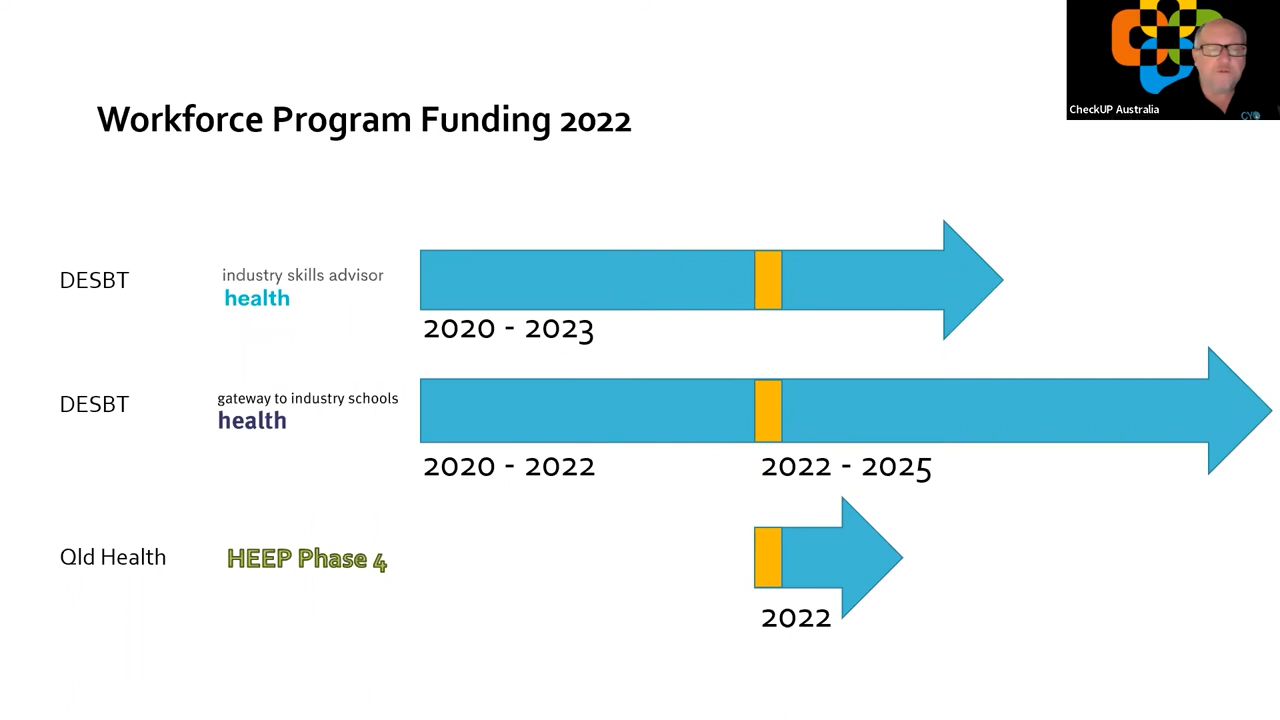 CheckUP Australia
Workforce Program Funding 2022
DESBT
industry skills advisor
health
2020 - 2023
DESBT
gateway to industry schools
health
2020 - 2022
2022 - 2025
Qld Health
HEEP Phase 4
2022